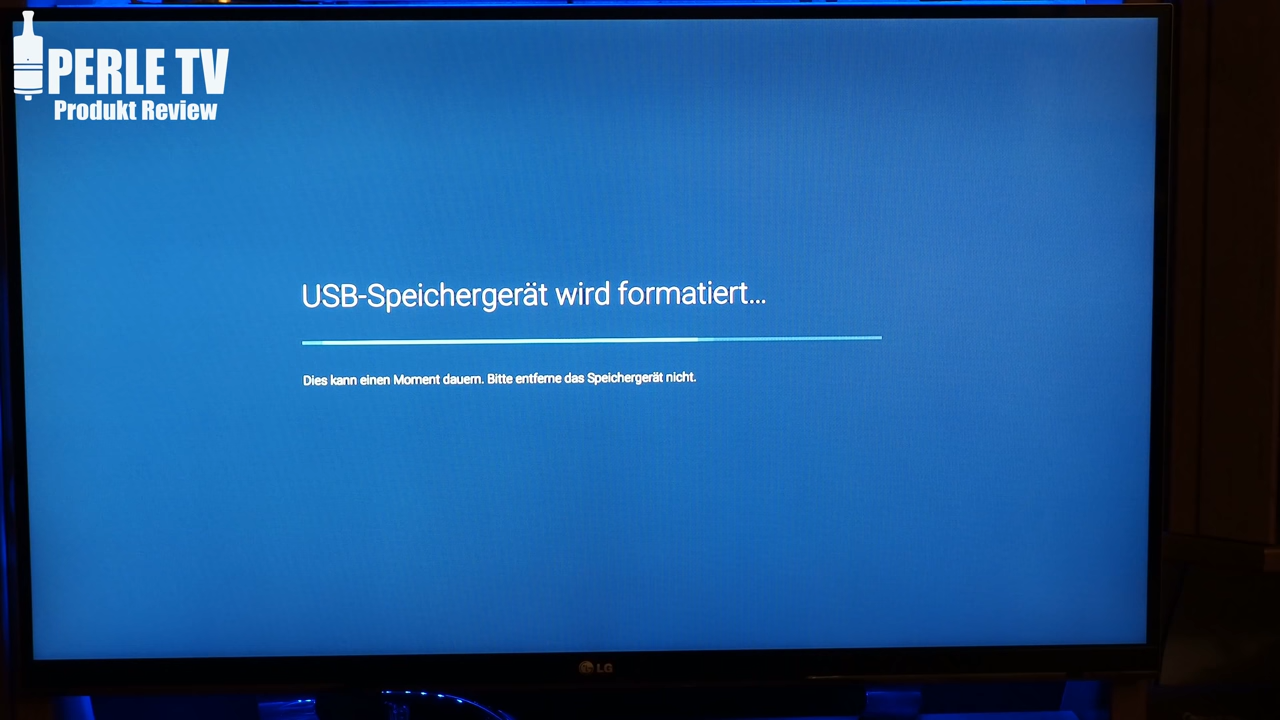 PERLE TV
Produkt Review
USB-Speichergerät wird formatiert...
Dies kann einen Moment dauern. Bitte entferne das Speichergerät nicht.
LG